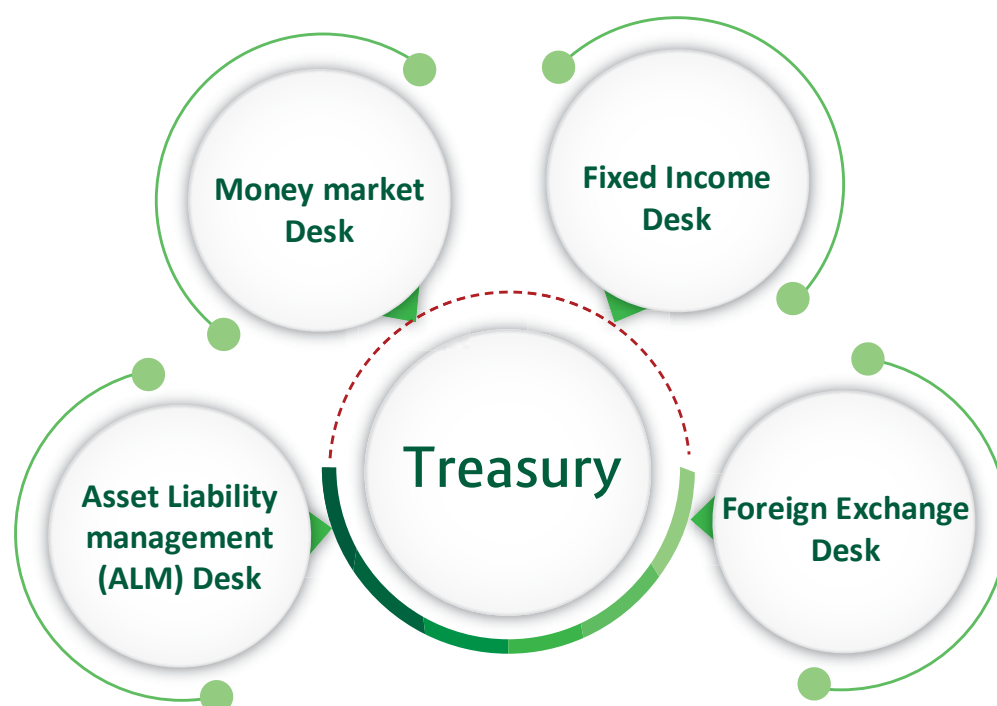 Money market
Desk
Fixed Income
Desk
Treasury
Asset Liability
management
(ALM) Desk
Foreign Exchange
Desk